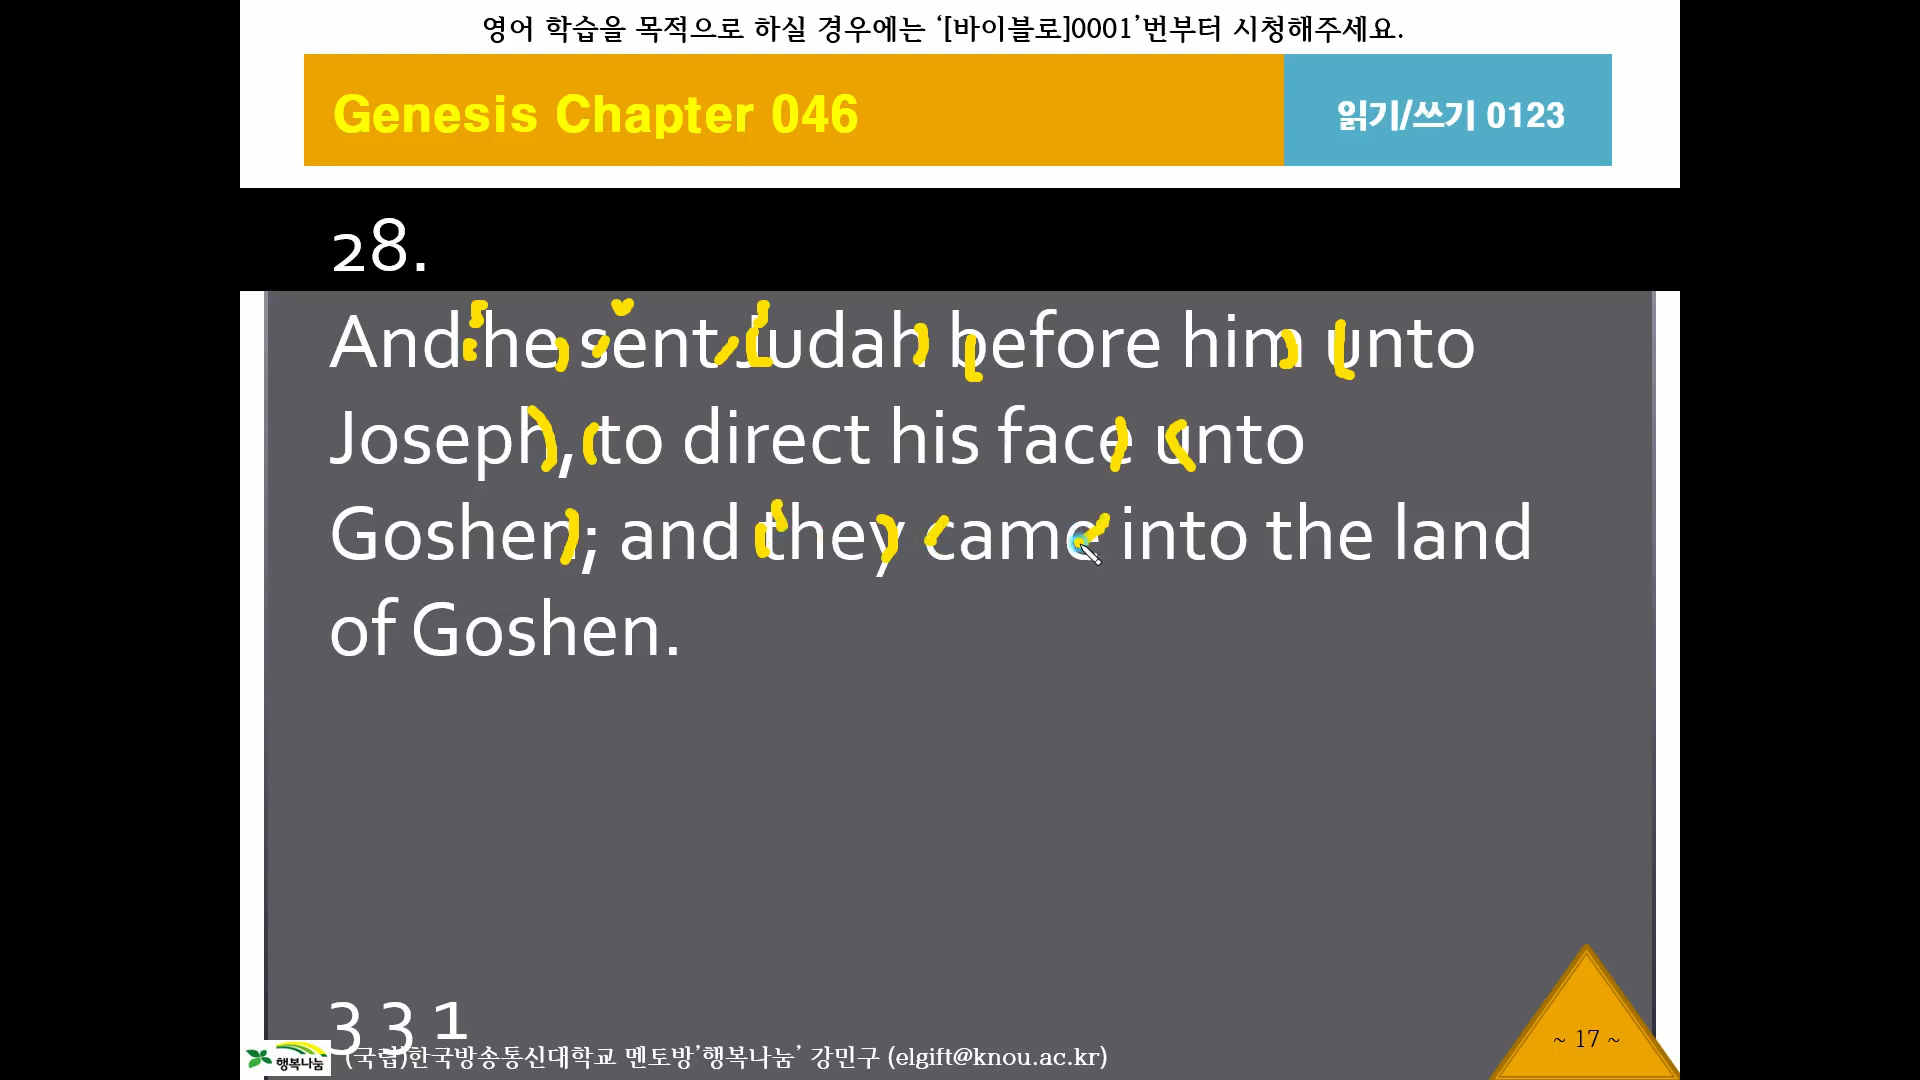 영어 학습을 목적으로 하실 경우에는 ‘[바이블로]0001’번부터 시청해주세요.
Genesis Chapter 046
읽기/쓰기 0123
28.
And he sent Judah before him unto
Joseph, to direct his face unto
Goshen; and they came into the land
of Goshen.
331
행복나눔
(국립)한국방송통신대학교 멘토방’행복나눔’ 강민구 (elgift@knou.ac.kr)
~ 17 ~